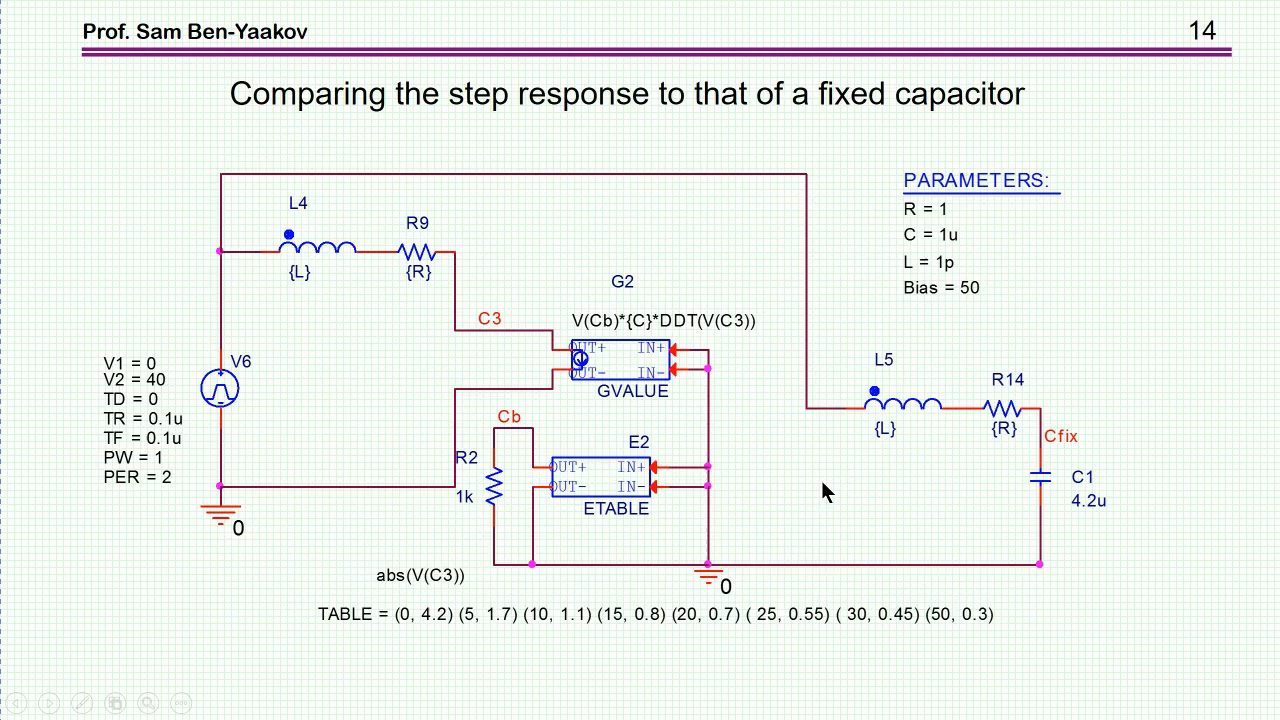 Prof. Sam Ben-Yaakov
14
Comparing the step response to that of a fixed capacitor
PARAMETERS:
R = 1
C = 1u
L = 1p
Bias = 50
L4
{L}
R9
{R}
G2
V(Cb)*{C}*DDT(V(C3))
C3
OUT+ IN+
OUT- IN-
GVALUE
V1 = 0
V2 = 40
TD = 0
TR = 0.1u
TF = 0.1u
PW = 1
PER = 2
V6
0
Cb
R2
1k
E2
OUT+ IN+
OUT- IN-
ETABLE
L5
{L}
R14
{R}
Cfix
C1
4.2u
0
abs(V(C3))
TABLE = (0, 4.2) (5, 1.7) (10, 1.1) (15, 0.8) (20, 0.7) ( 25, 0.55) ( 30, 0.45) (50, 0.3)